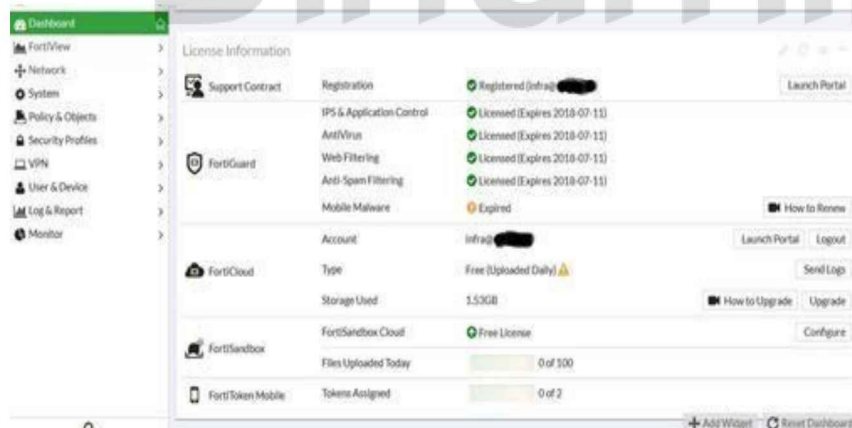 Dashboard
FortiView
Network
System
Policy & Objects
Security Profiles
VPN
User & Device
Log & Report
Monitor
License Information
Support Contract Registration Registered (Infra@ Launch Portal
FortiGuard
IPS & Application Control Licensed (Expires 2018-07-11)
AntiVirus Licensed (Expires 2018-07-11)
Web Filtering Licensed (Expires 2018-07-11)
Anti-Spam Filtering Licensed (Expires 2018-07-11)
Mobile Malware Expired How to Renew
FortiCloud
Account Infra@ Launch Portal Logout
Type Free (Uploaded Daily) Send Logs
Storage Used 1.53GB How to Upgrade Upgrade
FortiSandbox
FortiSandbox Cloud Free License Configure
Files Uploaded Today 0 of 100
FortiToken Mobile Tokens Assigned 0 of 2
Add Widget Reset Dashboard